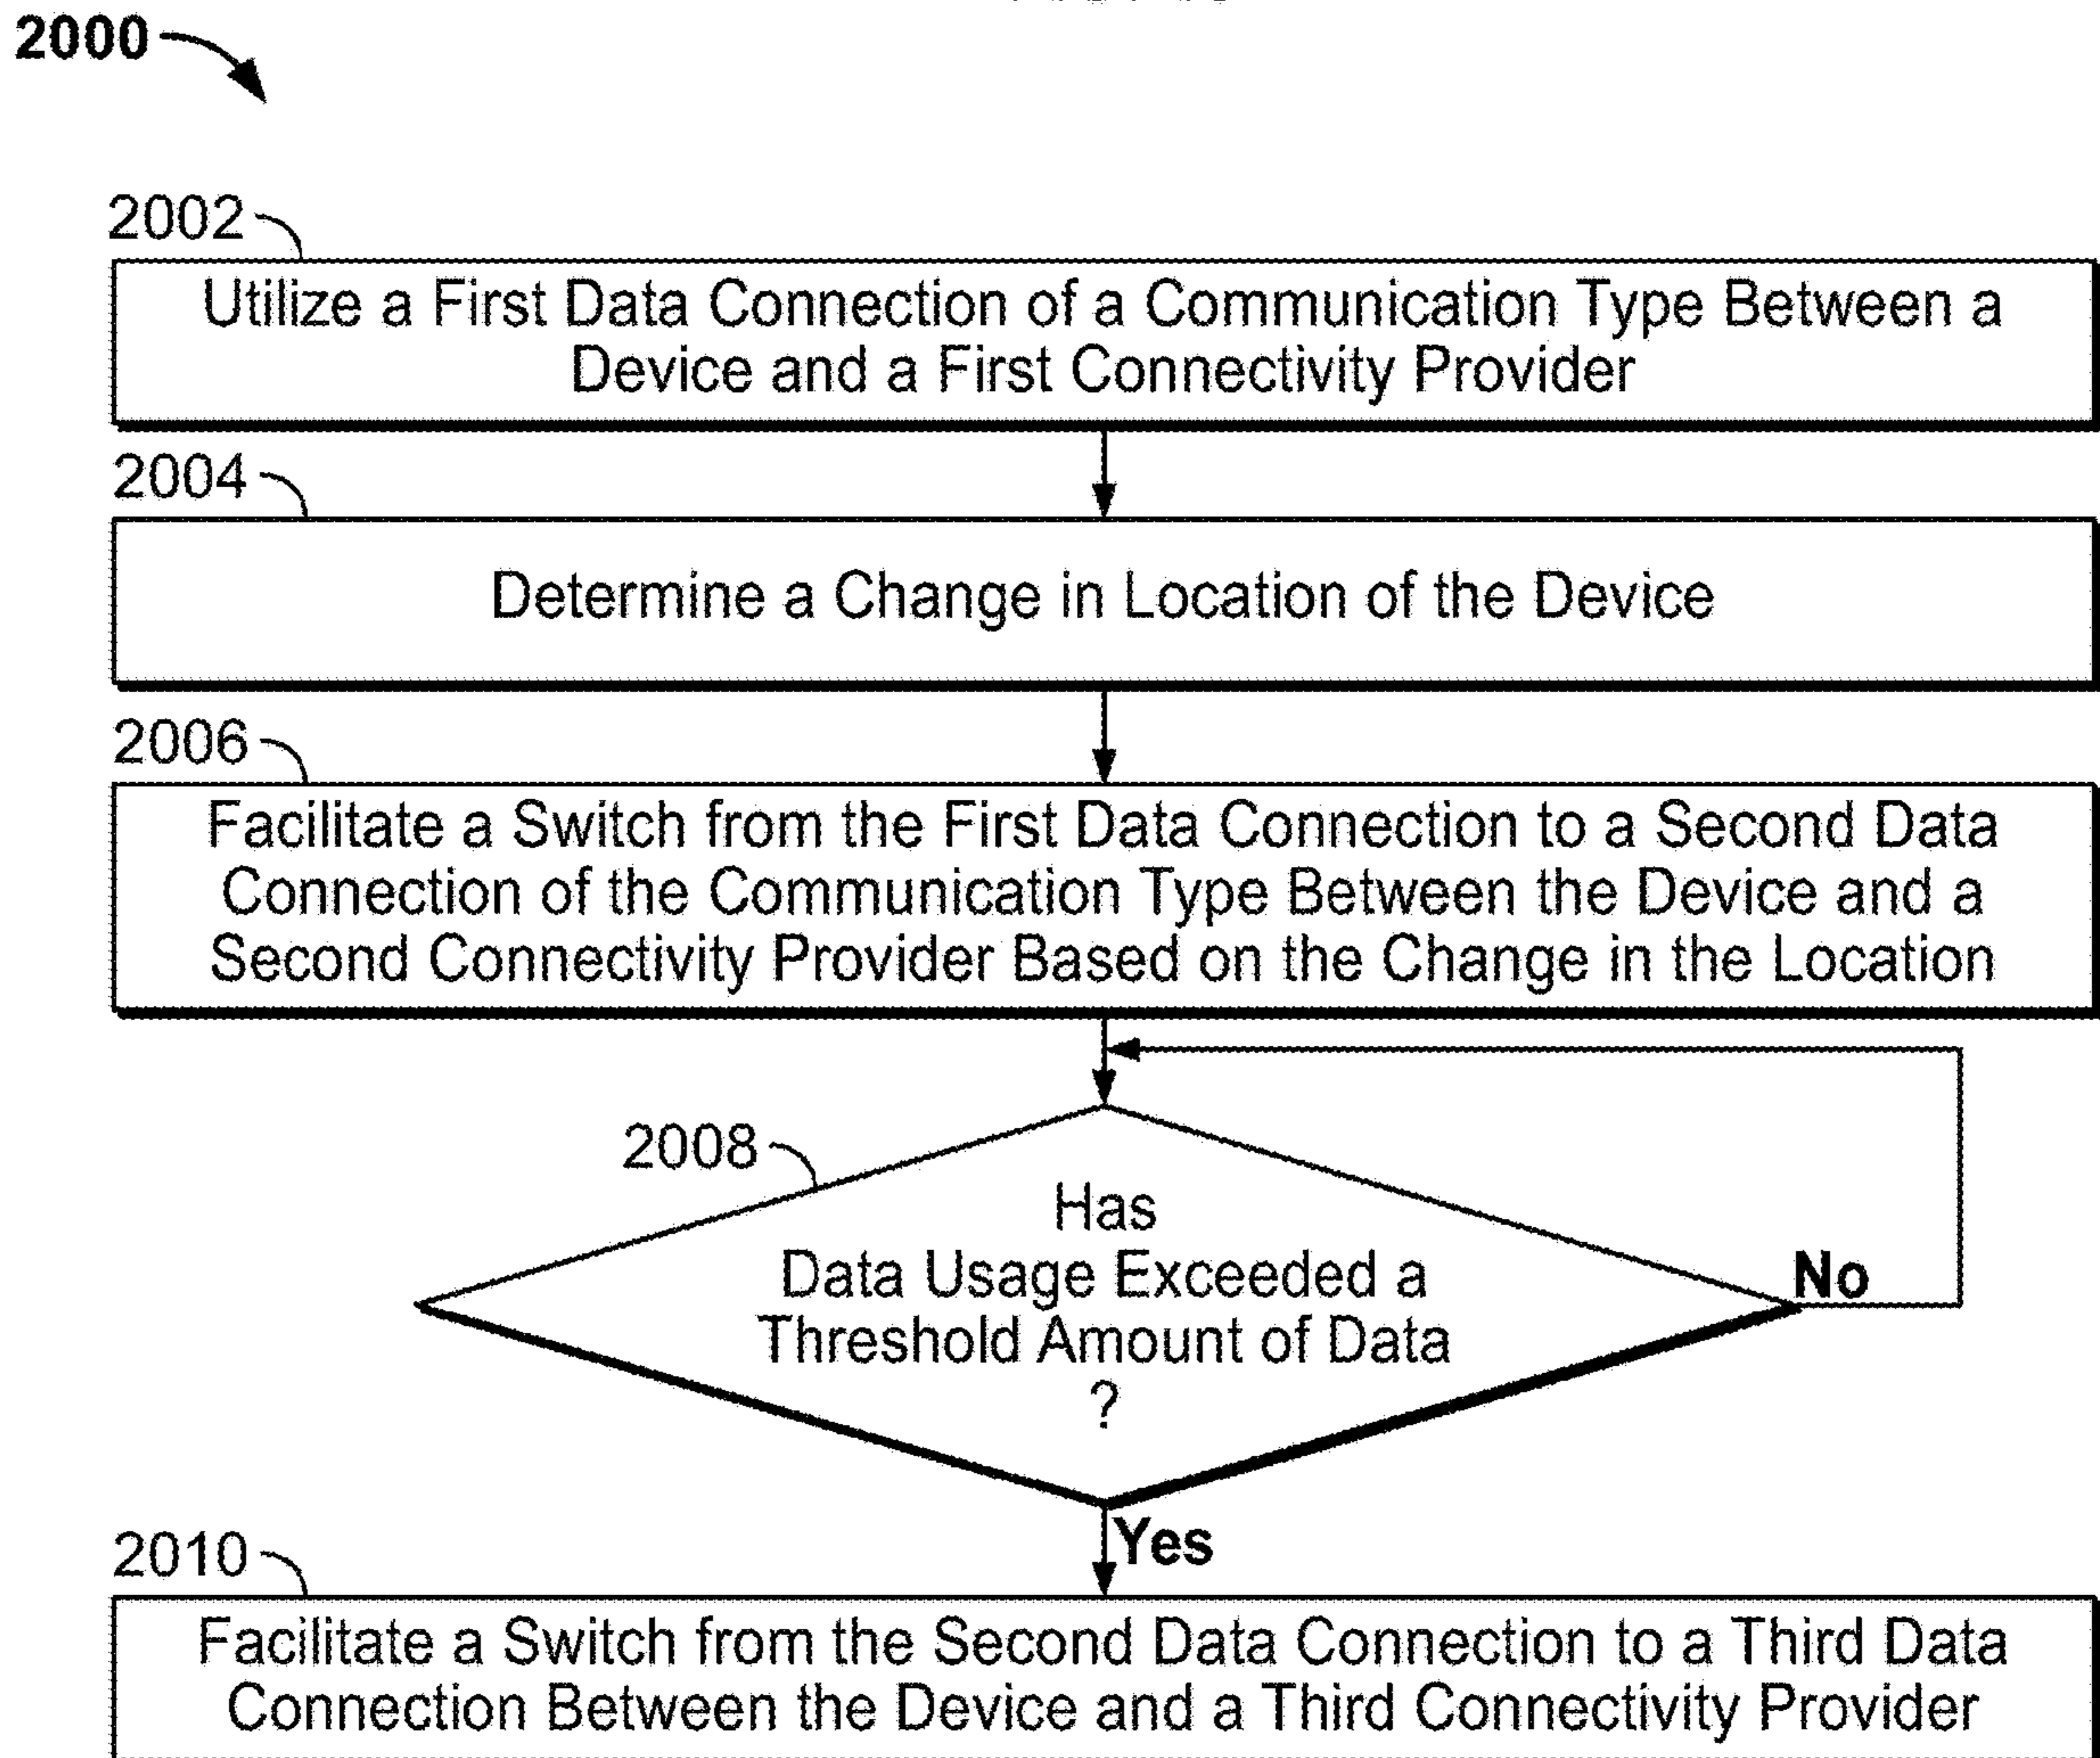 2000
2002
Utilize a First Data Connection of a Communication Type Between a
Device and a First Connectivity Provider
2004
Determine a Change in Location of the Device
2006
Facilitate a Switch from the First Data Connection to a Second Data
Connection of the Communication Type Between the Device and a
Second Connectivity Provider Based on the Change in the Location
2008
Has
Data Usage Exceeded a
Threshold Amount of Data
?
No
Yes
2010
Facilitate a Switch from the Second Data Connection to a Third Data
Connection Between the Device and a Third Connectivity Provider